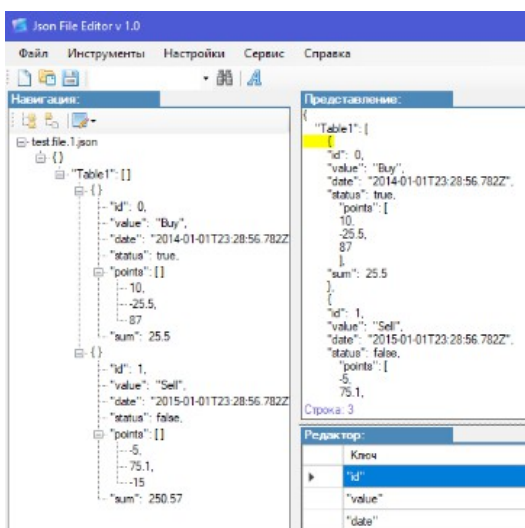 Json File Editor v 1.0
Файл Инструменты Настройки Сервис Справка
Навигация:
test.file.1.json
{}
"Table1": []
{}
"id": 0,
"value": "Buy",
"date": "2014-01-01T23:28:56.782Z
"status": true,
"points": []
10,
-25.5,
87
"sum": 25.5
{}
"id": 1,
"value": "Sell",
"date": "2015-01-01T23:28:56.782Z
"status": false,
"points": []
-5,
75.1,
-15
"sum": 250.57
Представление:
{
"Table1": [
{
"id": 0,
"value": "Buy",
"date": "2014-01-01T23:28:56.782Z",
"status": true,
"points": [
10,
-25.5,
87
],
"sum": 25.5
},
{
"id": 1,
"value": "Sell",
"date": "2015-01-01T23:28:56.782Z",
"status": false,
"points": [
-5,
75.1,
Строка: 3
Редактор:
Ключ
"id"
"value"
"date"